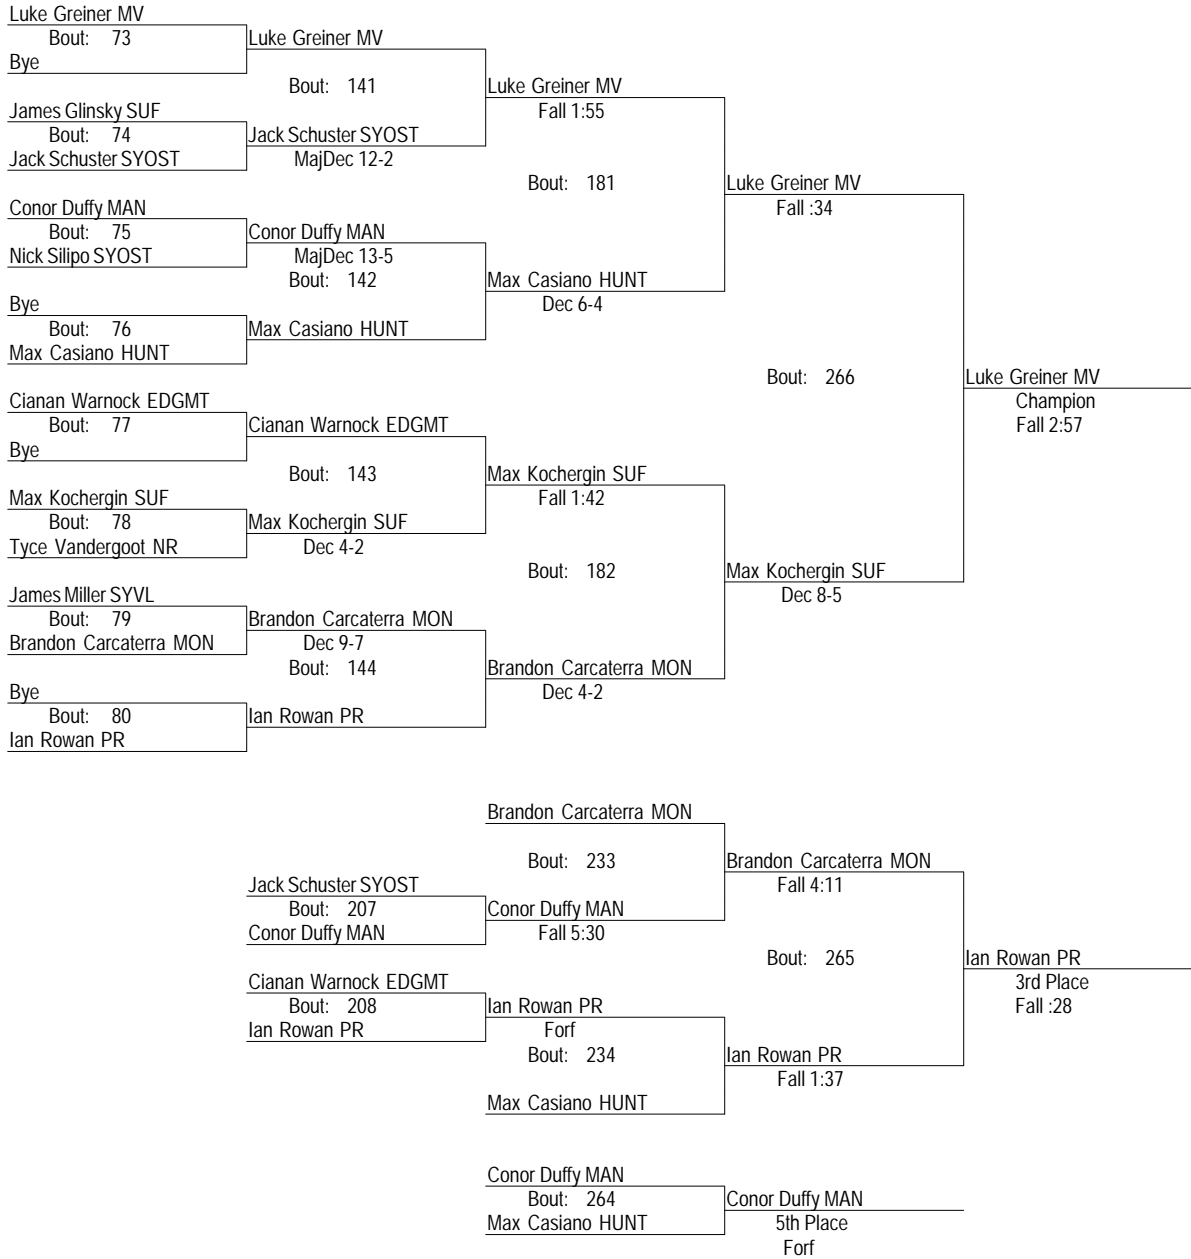 Luke Greiner MV
Bout: 73
Luke Greiner MV
Bye
Bout: 141
Luke Greiner MV
James Glinsky SUF
Fall 1:55
Bout: 74
Jack Schuster SYOST
Jack Schuster SYOST
MajDec 12-2
Bout: 181
Luke Greiner MV
Conor Duffy MAN
Fall :34
Bout: 75
Conor Duffy MAN
Nick Silipo SYOST
MajDec 13-5
Bout: 142
Max Casiano HUNT
Bye
Dec 6-4
Bout: 76
Max Casiano HUNT
Max Casiano HUNT
Bout: 266
Luke Greiner MV
Cianan Warnock EDGMT
Champion
Bout: 77
Cianan Warnock EDGMT
Fall 2:57
Bye
Bout: 143
Max Kochergin SUF
Max Kochergin SUF
Fall 1:42
Bout: 78
Max Kochergin SUF
Tyce Vandergoot NR
Dec 4-2
Bout: 182
Max Kochergin SUF
James Miller SYVL
Dec 8-5
Bout: 79
Brandon Carcaterra MON
Brandon Carcaterra MON
Dec 9-7
Bout: 144
Brandon Carcaterra MON
Bye
Dec 4-2
Bout: 80
Ian Rowan PR
Ian Rowan PR
Brandon Carcaterra MON
Bout: 233
Brandon Carcaterra MON
Jack Schuster SYOST
Fall 4:11
Bout: 207
Conor Duffy MAN
Conor Duffy MAN
Fall 5:30
Bout: 265
Ian Rowan PR
Cianan Warnock EDGMT
3rd Place
Bout: 208
Ian Rowan PR
Fall :28
Ian Rowan PR
Forf
Bout: 234
Ian Rowan PR
Fall 1:37
Max Casiano HUNT
Conor Duffy MAN
Bout: 264
Conor Duffy MAN
Max Casiano HUNT
5th Place
Forf